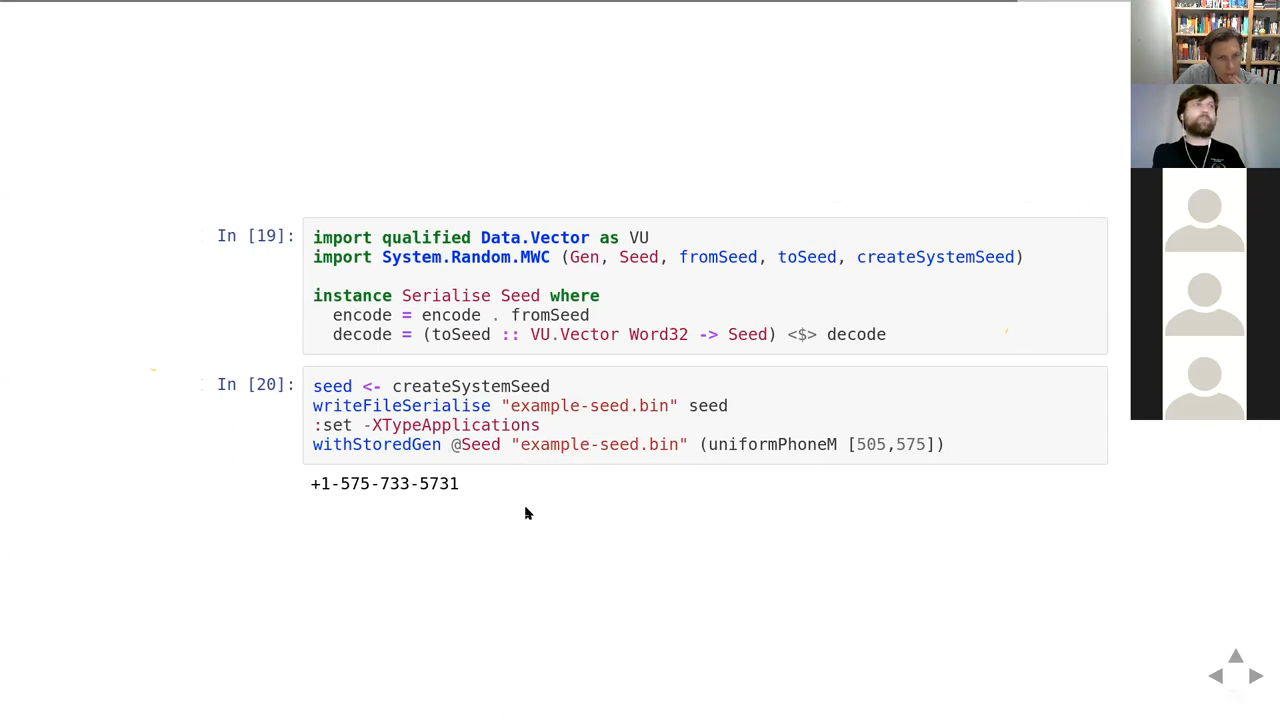 In [19]:
import qualified Data.Vector as VU
import System.Random.MWC (Gen, Seed, fromSeed, toSeed, createSystemSeed)
instance Serialise Seed where
  encode = encode . fromSeed
  decode = (toSeed :: VU.Vector Word32 -> Seed) <$> decode
In [20]:
seed <- createSystemSeed
writeFileSerialise "example-seed.bin" seed
:set -XTypeApplications
withStoredGen @Seed "example-seed.bin" (uniformPhoneM [505,575])
+1-575-733-5731